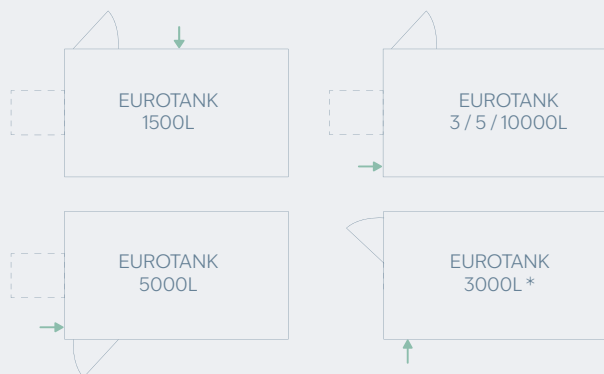 EUROTANK
1500L
EUROTANK
3 / 5 / 10000L
EUROTANK
5000L
EUROTANK
3000L *